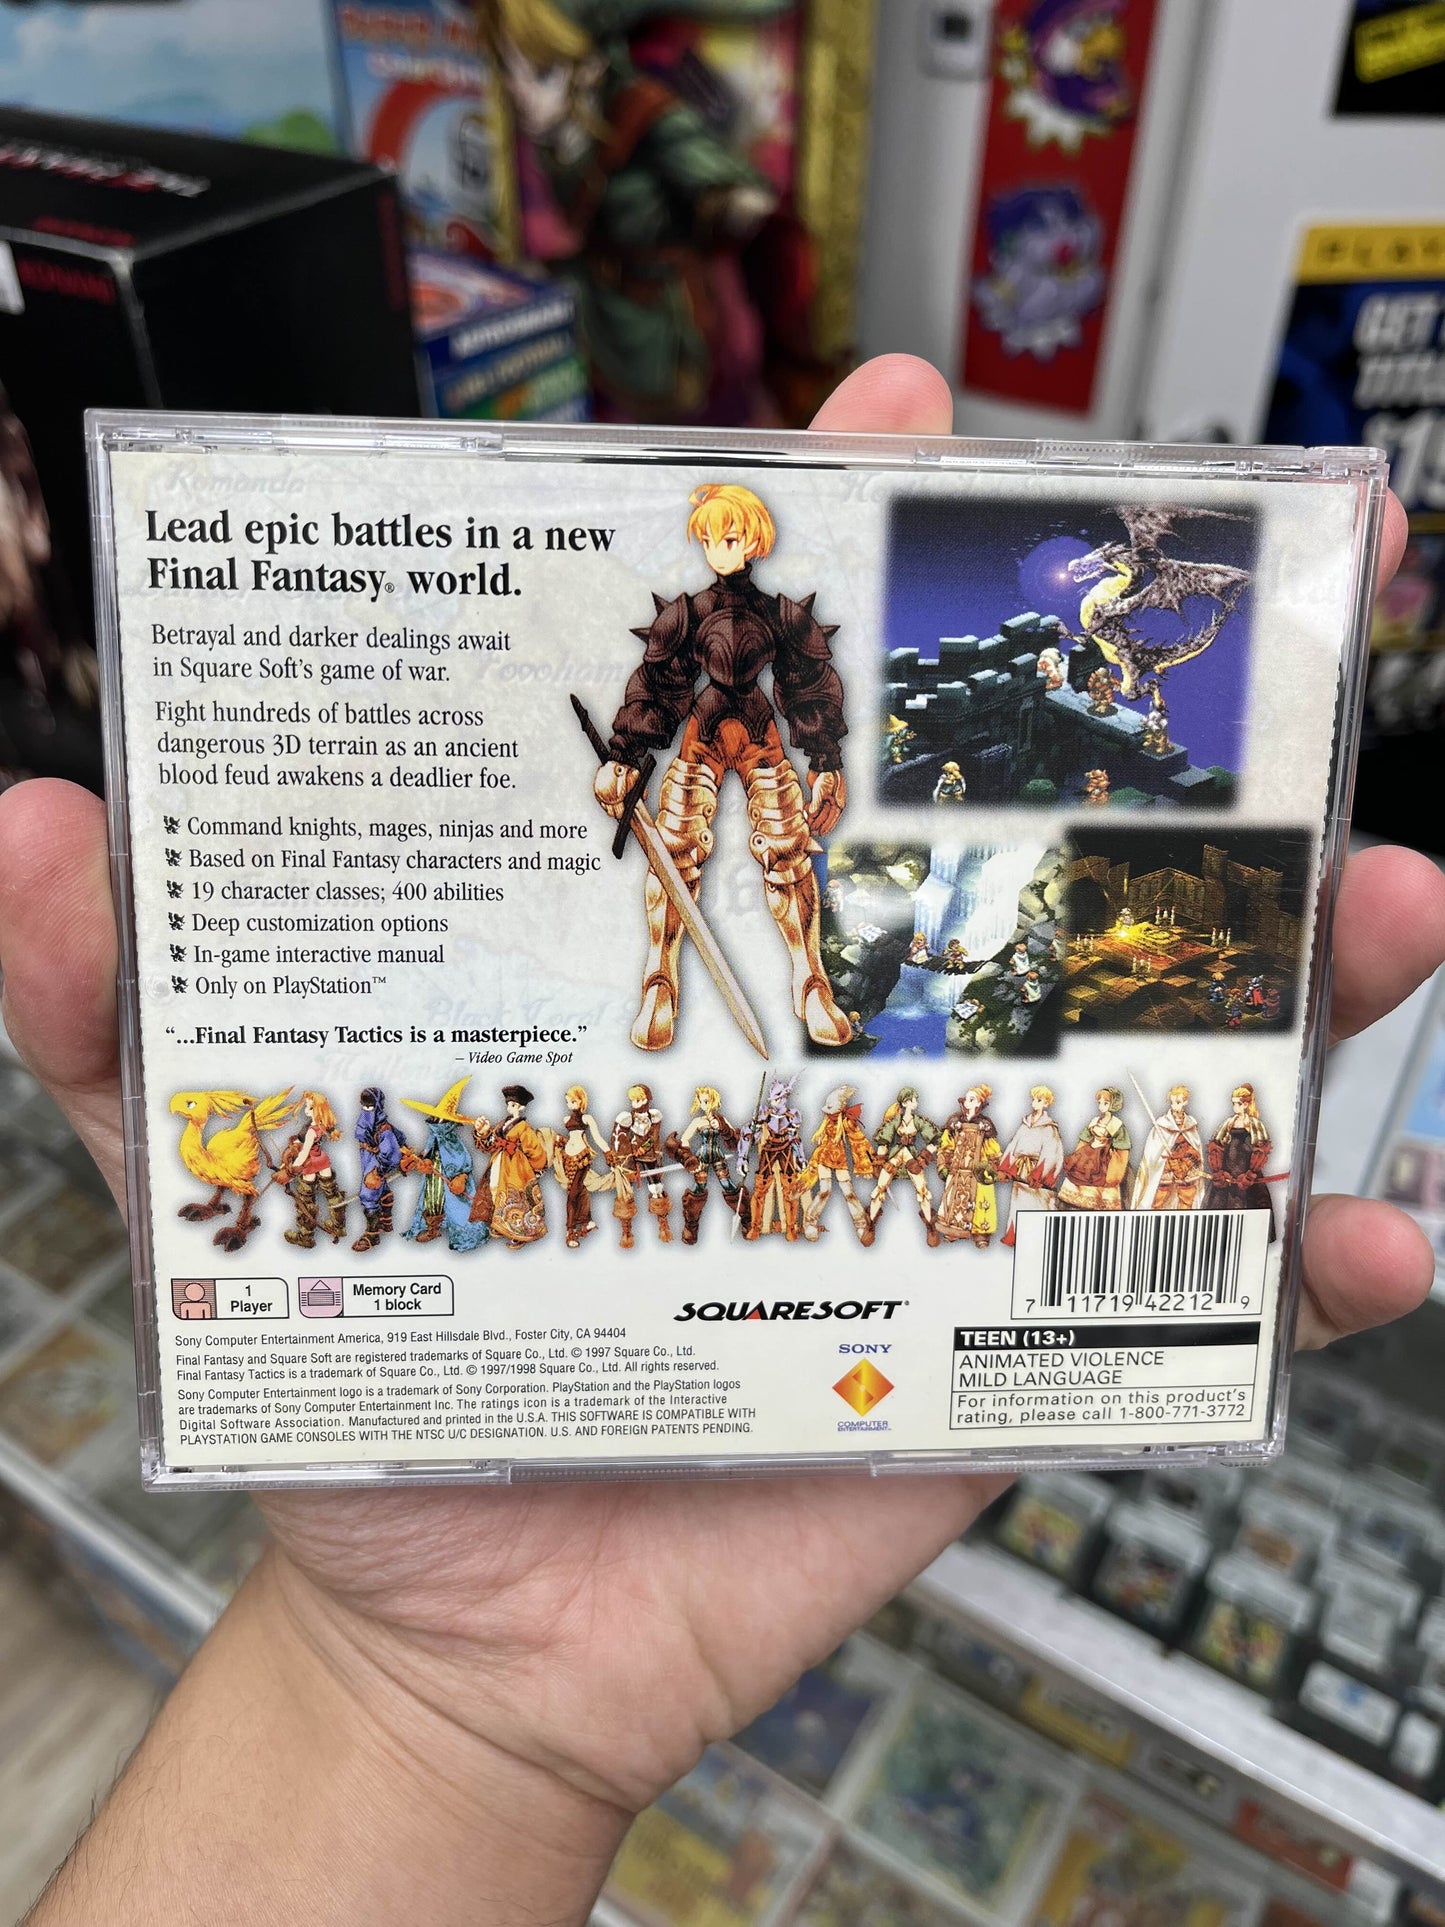 Lead epic battles in a new
Final Fantasy® world.
Betrayal and darker dealings await
in Square Soft's game of war.
Fight hundreds of battles across
dangerous 3D terrain as an ancient
blood feud awakens a deadlier foe.
Command knights, mages, ninjas and more
Based on Final Fantasy characters and magic
19 character classes; 400 abilities
Deep customization options
In-game interactive manual
Only on PlayStation™
“...Final Fantasy Tactics is a masterpiece.”
– Video Game Spot
1
Player
Memory Card
1 block
SQUARESOFT®
7 11719 42212 9
Sony Computer Entertainment America, 919 East Hillsdale Blvd., Foster City, CA 94404
Final Fantasy and Square Soft are registered trademarks of Square Co., Ltd. © 1997 Square Co., Ltd.
Final Fantasy Tactics is a trademark of Square Co., Ltd. © 1997/1998 Square Co., Ltd. All rights reserved.
Sony Computer Entertainment logo is a trademark of Sony Corporation. PlayStation and the PlayStation logos
are trademarks of Sony Computer Entertainment Inc. The ratings icon is a trademark of the Interactive
Digital Software Association. Manufactured and printed in the U.S.A. THIS SOFTWARE IS COMPATIBLE WITH
PLAYSTATION GAME CONSOLES WITH THE NTSC U/C DESIGNATION. U.S. AND FOREIGN PATENTS PENDING.
SONY
COMPUTER
ENTERTAINMENT
TEEN (13+)
ANIMATED VIOLENCE
MILD LANGUAGE
For information on this product's
rating, please call 1-800-771-3772
Romanda
KONAMI
GET